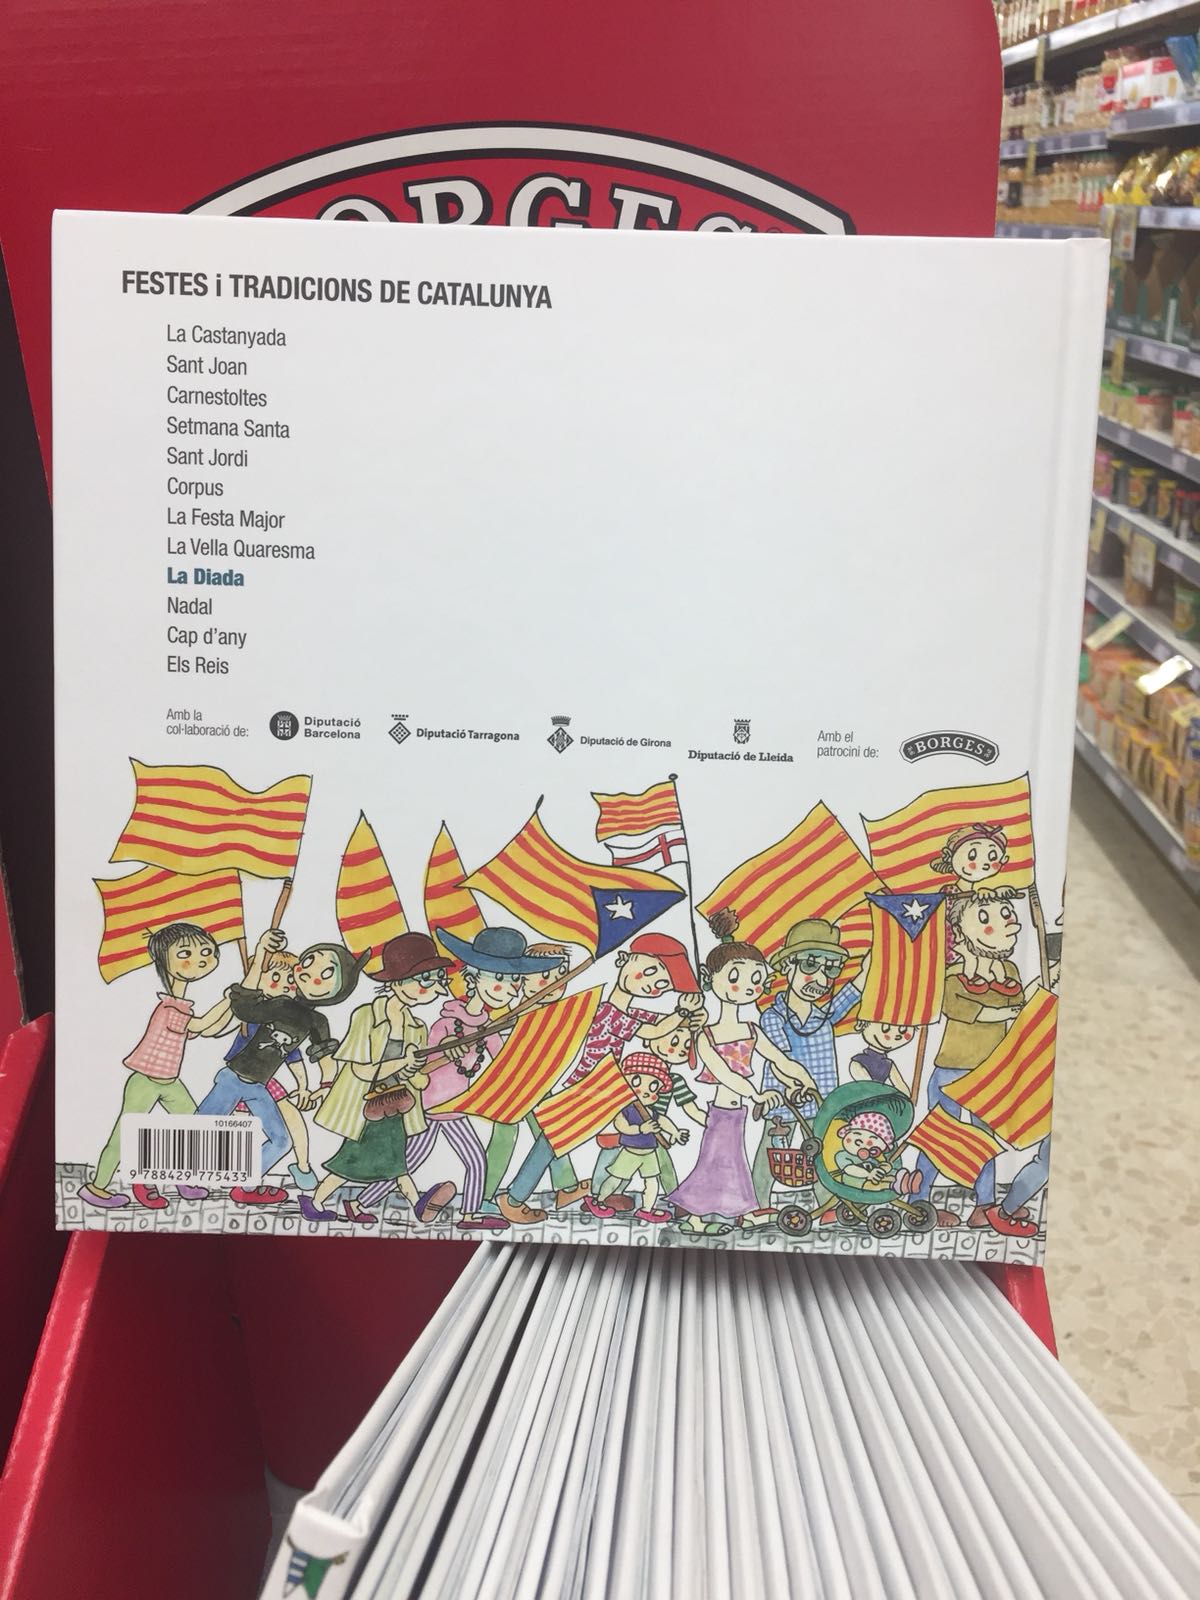 BORGES
FESTES i TRADICIONS DE CATALUNYA
La Castanyada
Sant Joan
Carnestoltes
Setmana Santa
Sant Jordi
Corpus
La Festa Major
La Vella Quaresma
La Diada
Nadal
Cap d'any
Els Reis
Amb la
col·laboració de:
Diputació
Barcelona
Diputació Tarragona
Diputació de Girona
Diputació de Lleida
Amb el
patrocini de:
BORGES
10166407
9 788429 775433